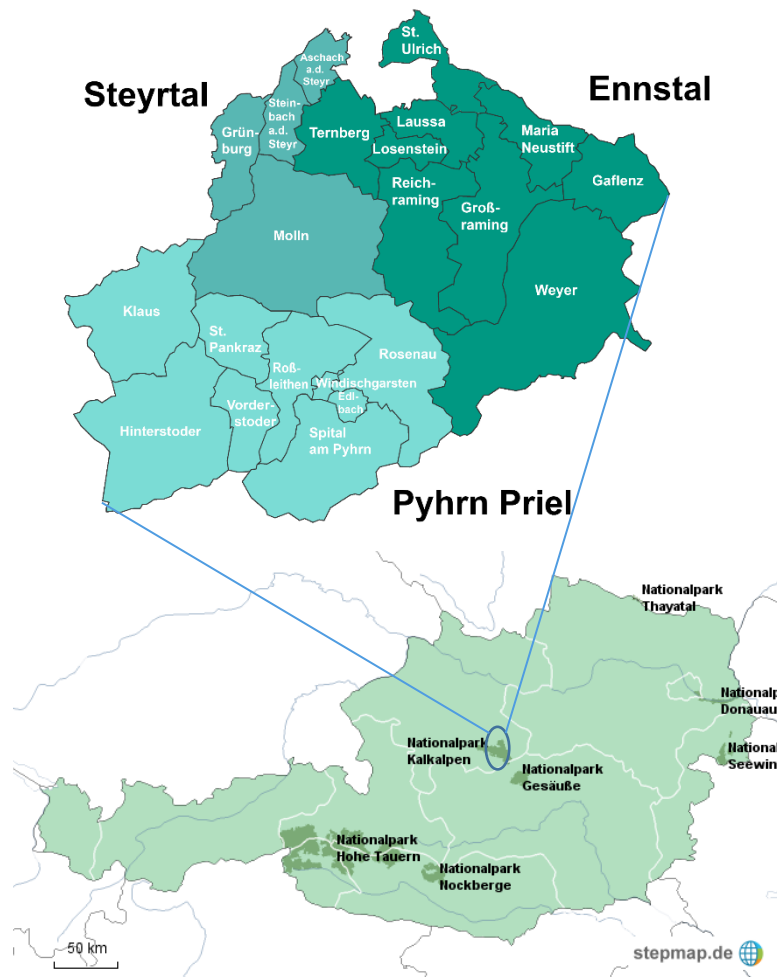 St.
Ulrich
Aschach
a.d.
Steyr
Steyrtal
Ennstal
Stein-
bach
a.d.
Steyr
Grün-
burg
Ternberg
Laussa
Losenstein
Maria
Neustift
Gaflenz
Reich-
raming
Groß-
raming
Molln
Weyer
Klaus
St.
Pankraz
Rosenau
Roß-
leithen
Windischgarsten
Edl-
bach
Vorder-
stoder
Hinterstoder
Spital
am Pyhrn
Pyhrn Priel
Nationalpark
Thayatal
Nationalp
Donauau
Nationalpark
Kalkalpen
National
Seewin
Nationalpark
Gesäuße
Nationalpark
Hohe Tauern
Nationalpark
Nockberge
50 km
stepmap.de